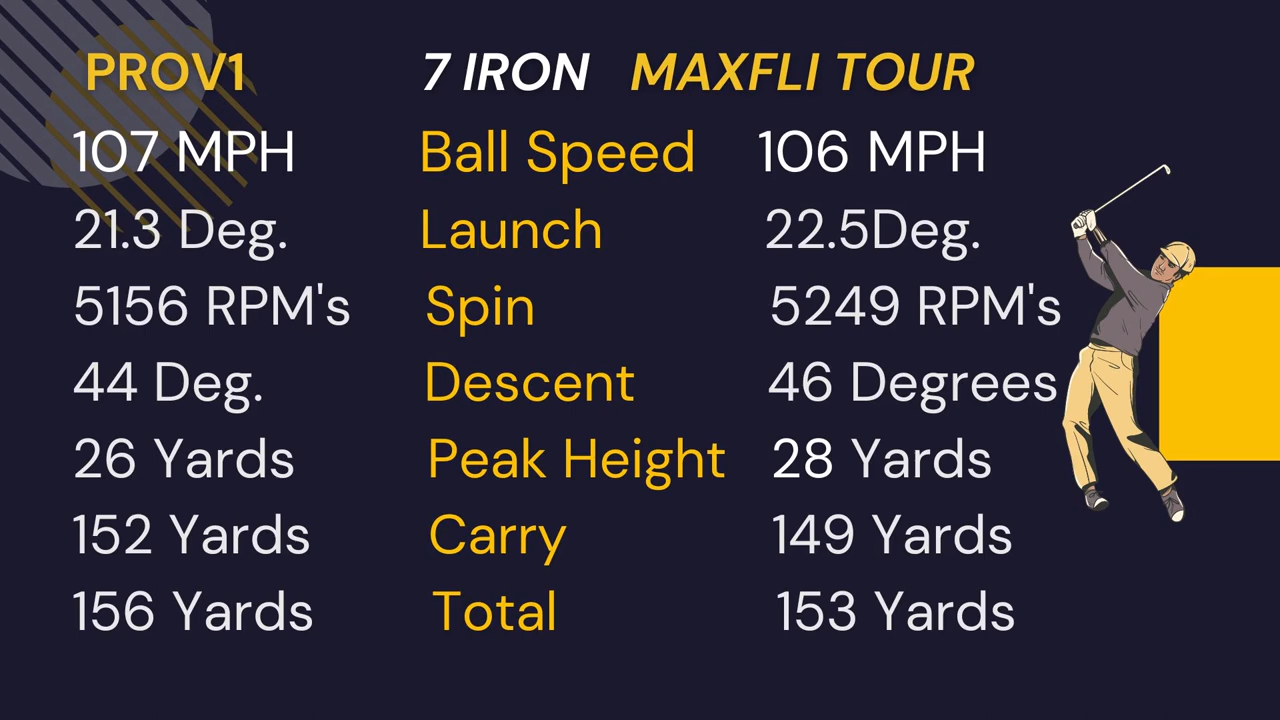 PROV1 7 IRON MAXFLI TOUR
107 MPH Ball Speed 106 MPH
21.3 Deg. Launch 22.5Deg.
5156 RPM's Spin 5249 RPM's
44 Deg. Descent 46 Degrees
26 Yards Peak Height 28 Yards
152 Yards Carry 149 Yards
156 Yards Total 153 Yards